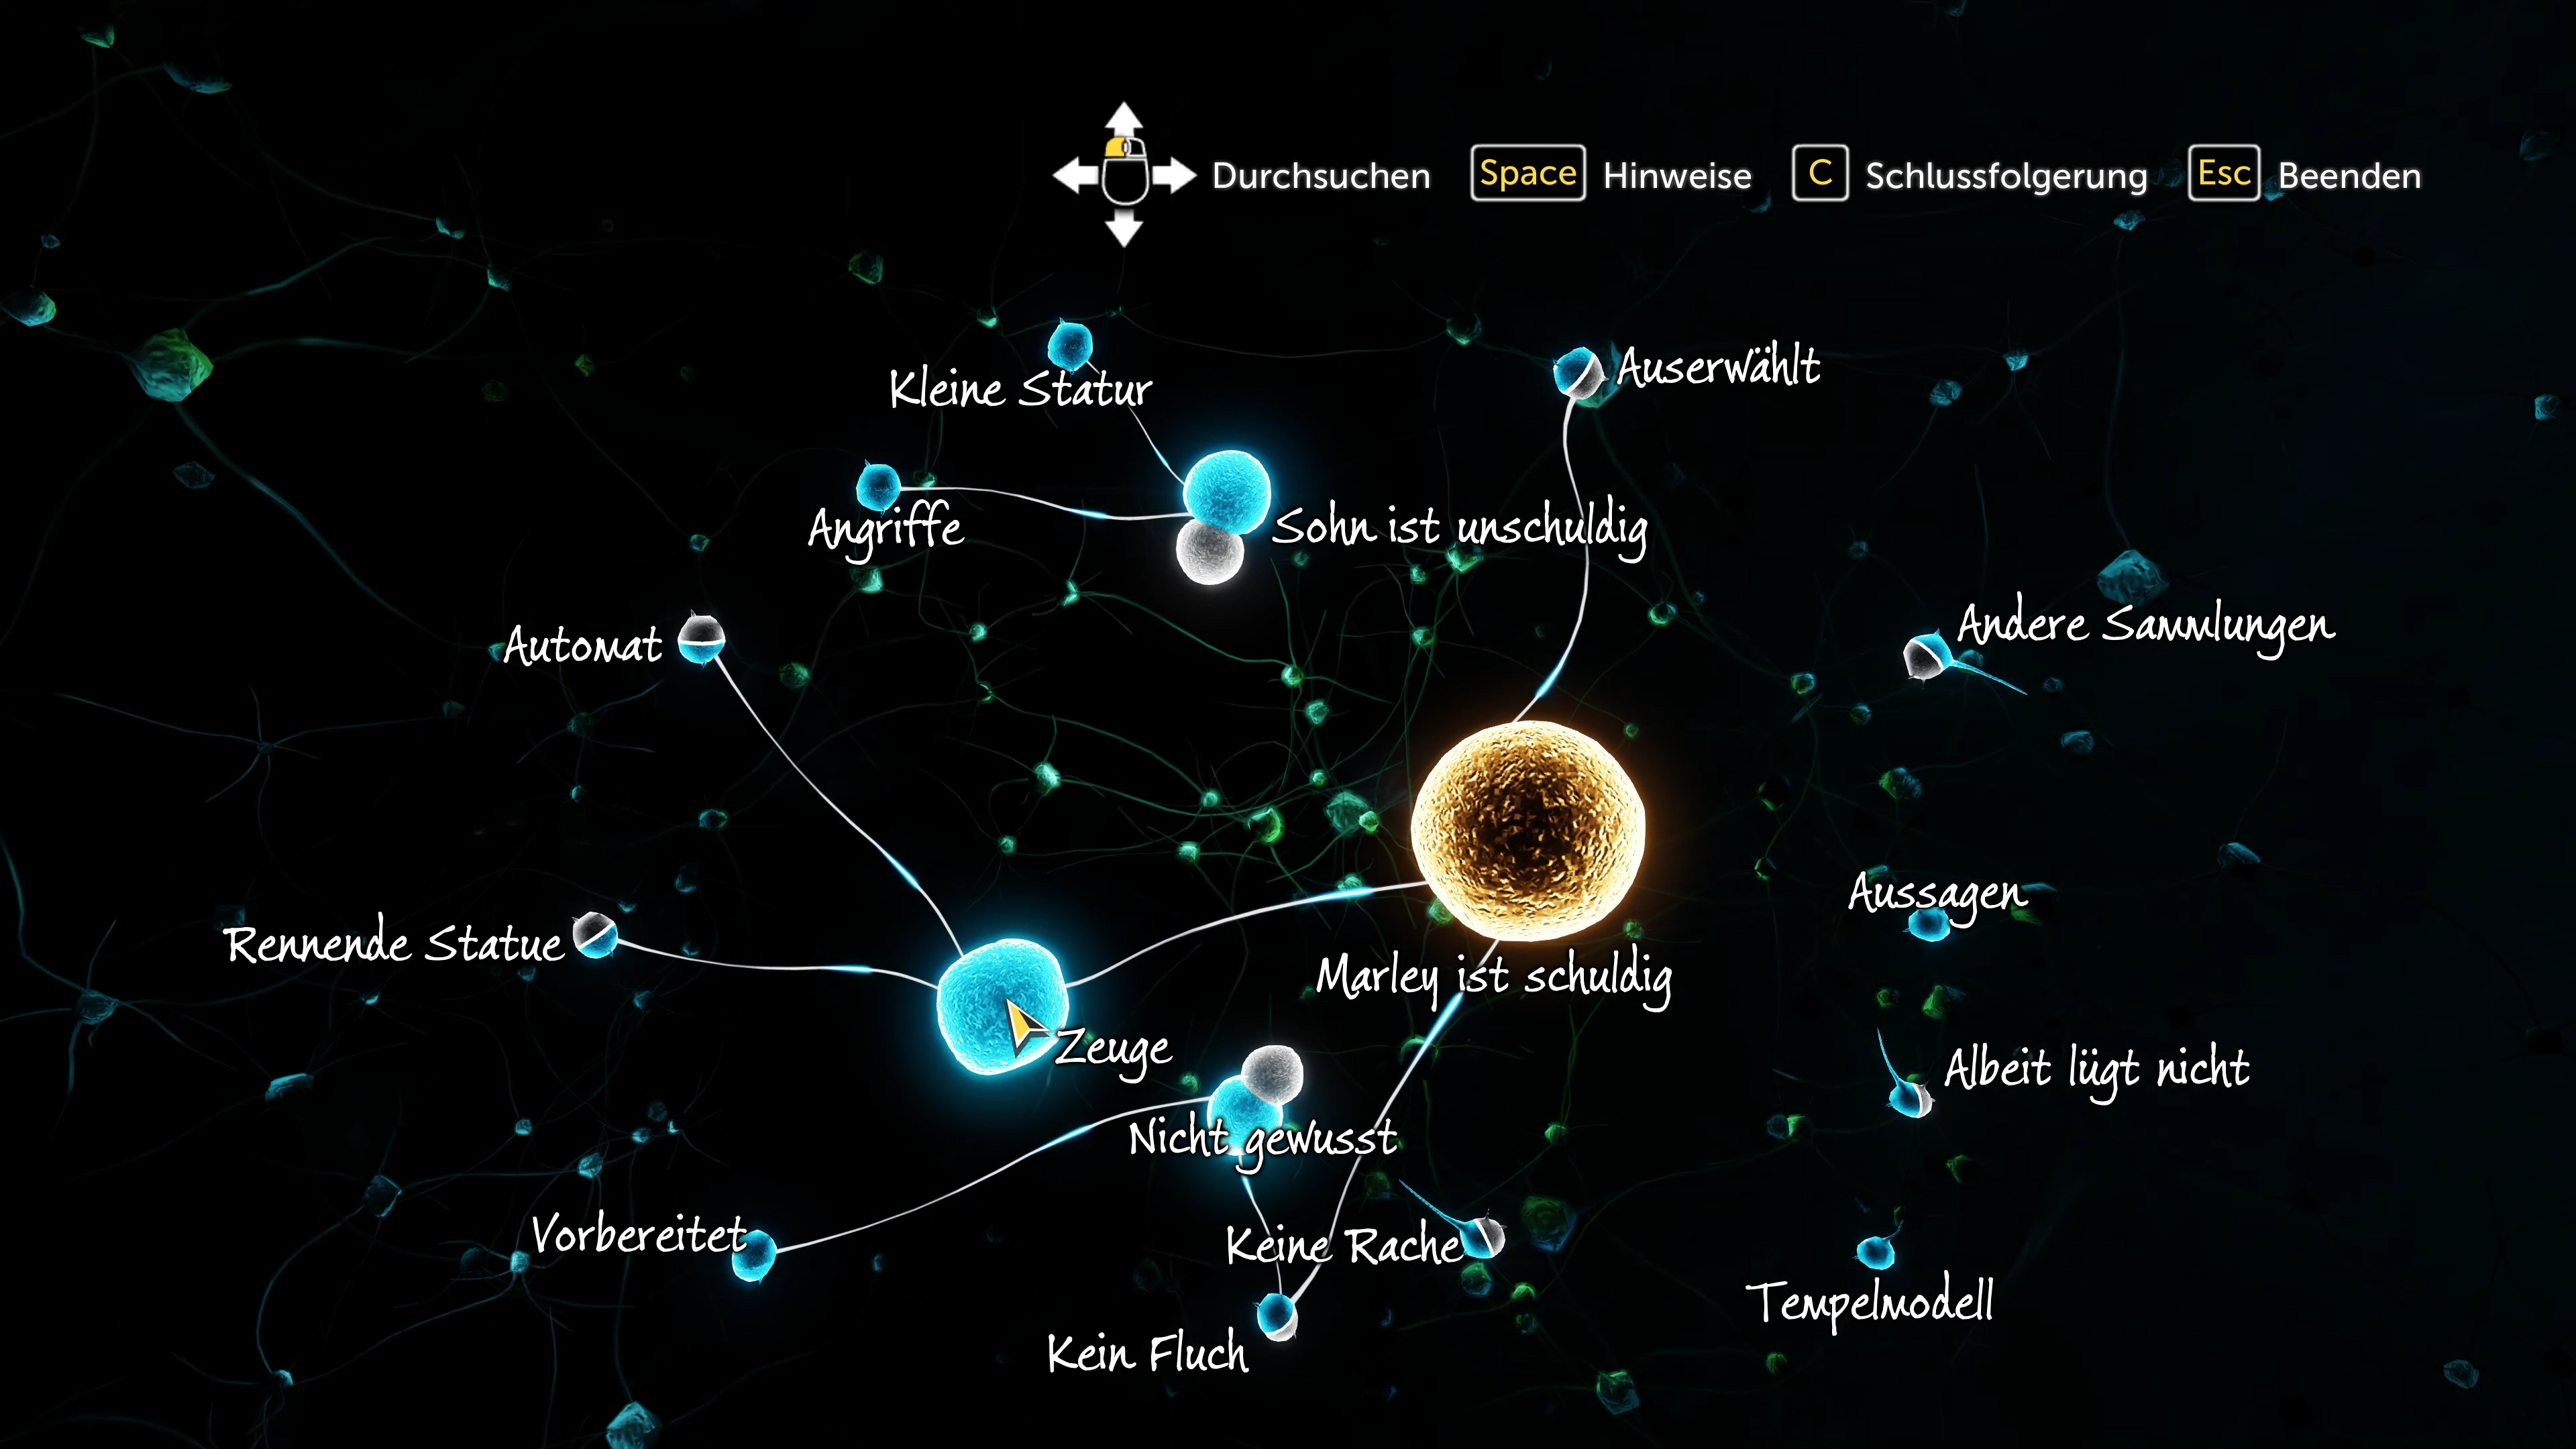 Durchsuchen Space Hinweise C Schlussfolgerung Esc Beenden
Kleine Statur
Auserwählt
Angriffe
Sohn ist unschuldig
Automat
Andere Sammlungen
Aussagen
Rennende Statue
Marley ist schuldig
Zeuge
Albeit lügt nicht
Nicht gewusst
Vorbereitet
Keine Rache
Tempelmodell
Kein Fluch